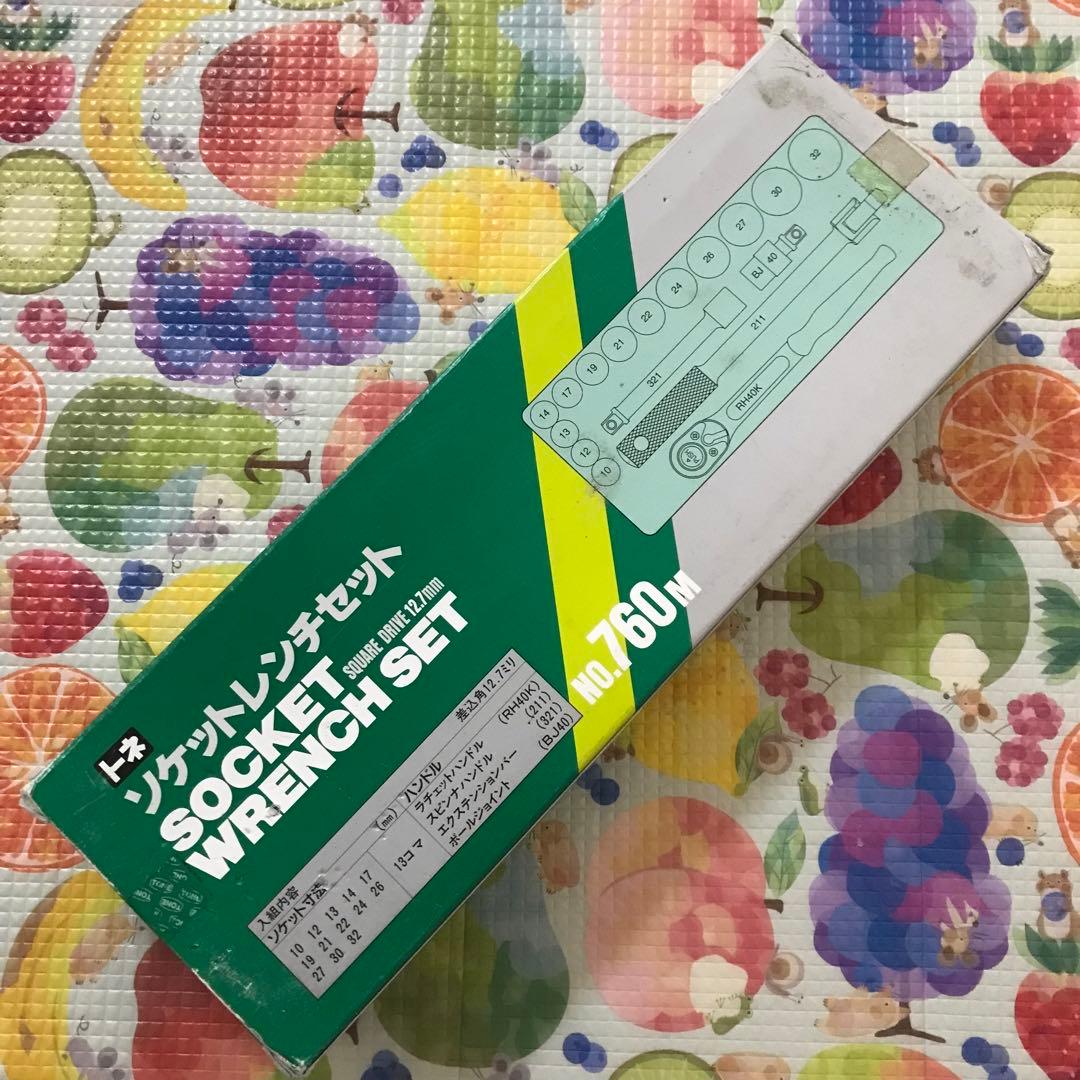 トネ
ソケットレンチセット
SOCKET
SQUARE DRIVE 12.7mm
WRENCH SET
No.760M
入組内容
差込角12.7ミリ
ソケット寸法
(mm)
ハンドル
10 12 13 14 17
19 21 22 24 26
27 30 32
13コマ
ラチェットハンドル (RH40K)
スピンナハンドル (211)
エクステンションバー (321)
ボールジョイント (BJ40)
32
30
27
26
24
22
21
19
17
14
13
12
10
BJ 40
211
321
RH40K
PUSH
TONE